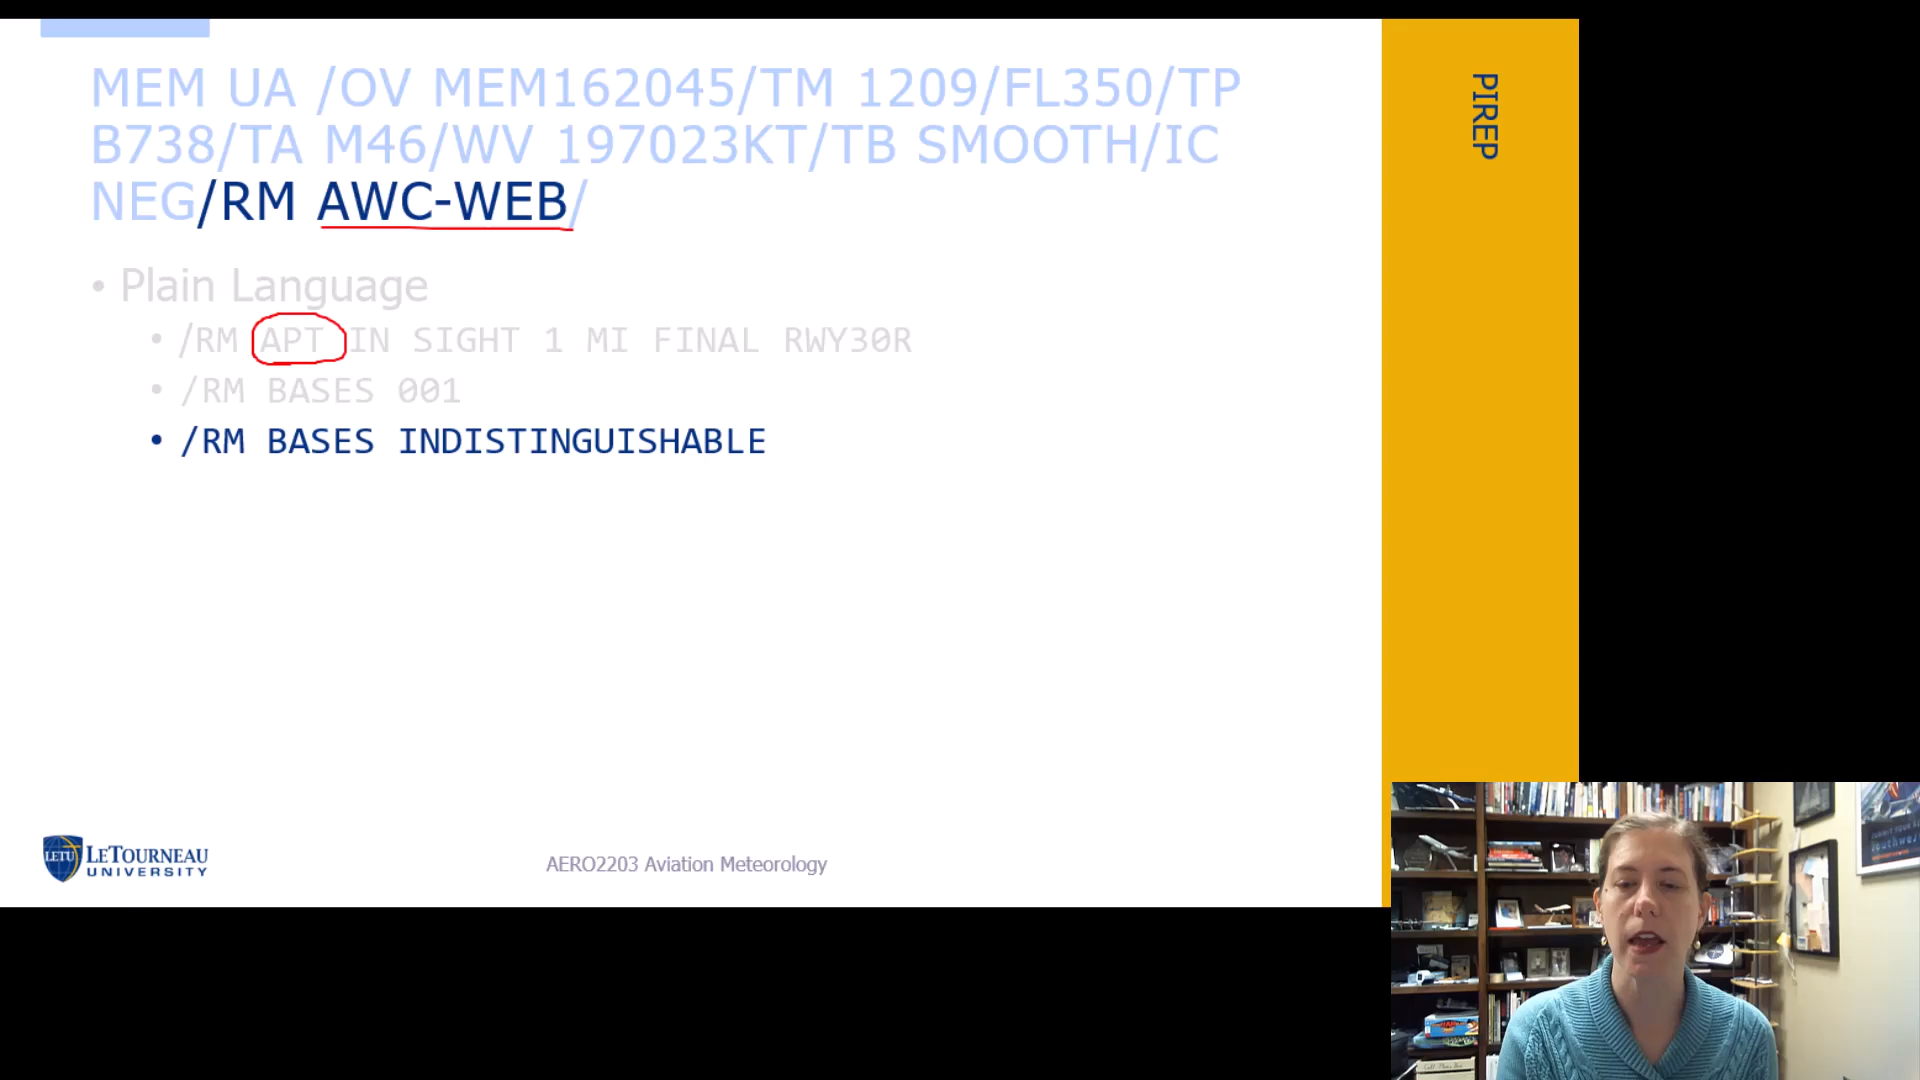 MEM UA /OV MEM162045/TM 1209/FL350/TP
B738/TA M46/WV 197023KT/TB SMOOTH/IC
NEG/RM AWC-WEB/
• Plain Language
• /RM APT IN SIGHT 1 MI FINAL RWY30R
• /RM BASES 001
• /RM BASES INDISTINGUISHABLE
PIREP
LETU LETOURNEAU
UNIVERSITY
AERO2203 Aviation Meteorology